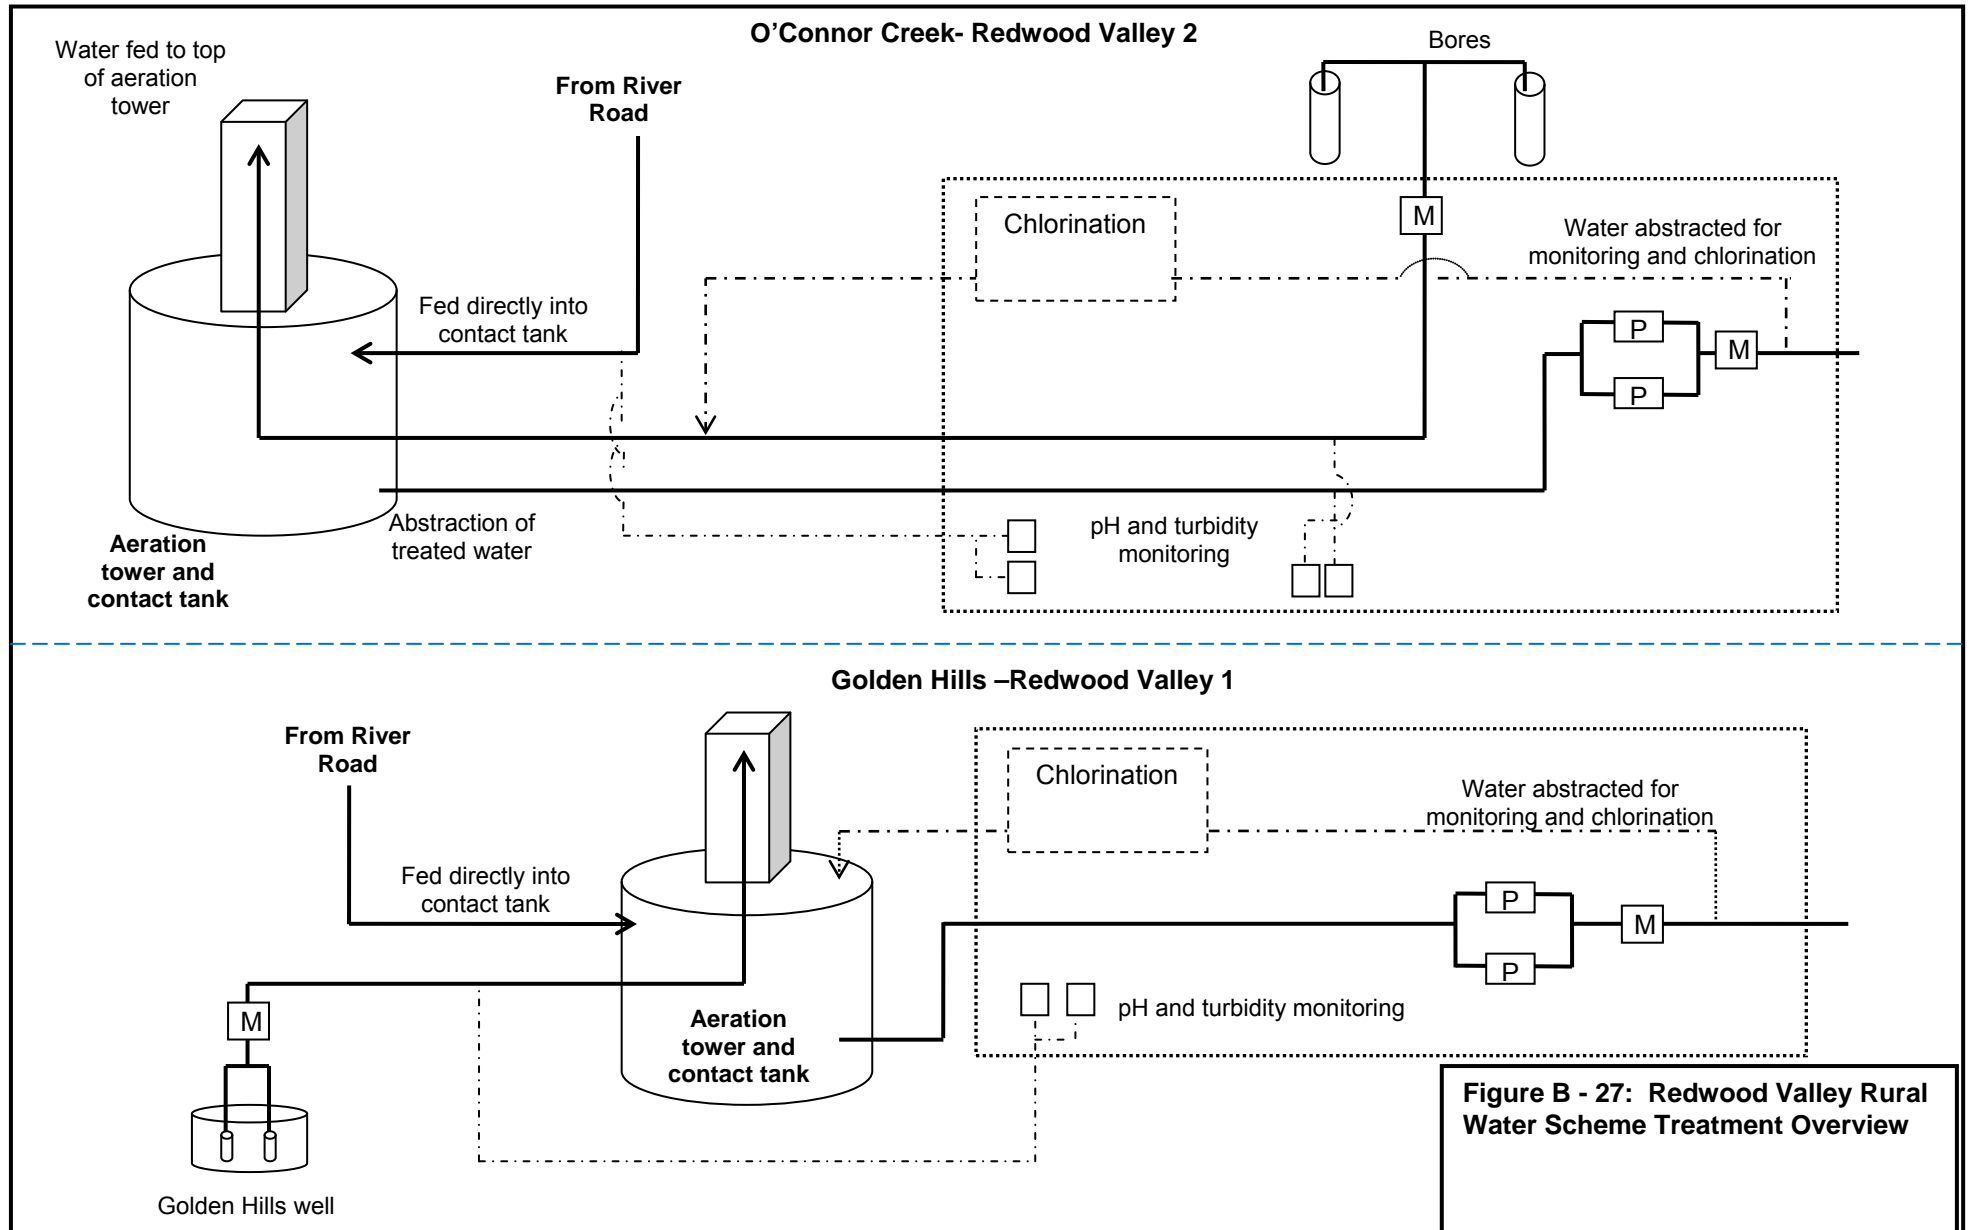 O’Connor Creek- Redwood Valley 2
Water fed to top
of aeration
tower
From River
Road
Bores
Chlorination
M
Water abstracted for
monitoring and chlorination
Fed directly into
contact tank
P
M
P
Abstraction of
treated water
pH and turbidity
monitoring
Aeration
tower and
contact tank
Golden Hills –Redwood Valley 1
From River
Road
Chlorination
Water abstracted for
monitoring and chlorination
Fed directly into
contact tank
P
M
P
M
Aeration
tower and
contact tank
pH and turbidity monitoring
Golden Hills well
Figure B - 27:  Redwood Valley Rural
Water Scheme Treatment Overview